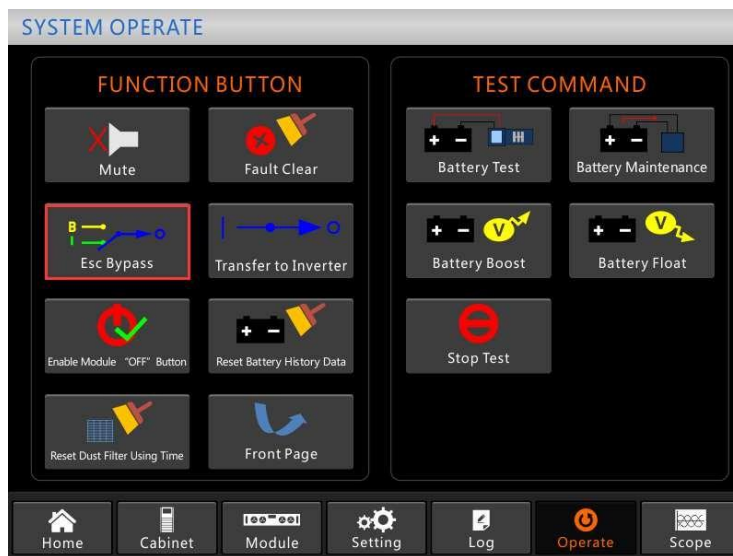 SYSTEM OPERATE
FUNCTION BUTTON
Mute
Fault Clear
B
I
O
Esc Bypass
I
O
Transfer to Inverter
Enable Module "OFF" Button
+ -
Reset Battery History Data
Reset Dust Filter Using Time
Front Page
TEST COMMAND
+ -
Battery Test
+ -
Battery Maintenance
+ - V
Battery Boost
+ - V
Battery Float
Stop Test
Home
Cabinet
Module
Setting
Log
Operate
Scope